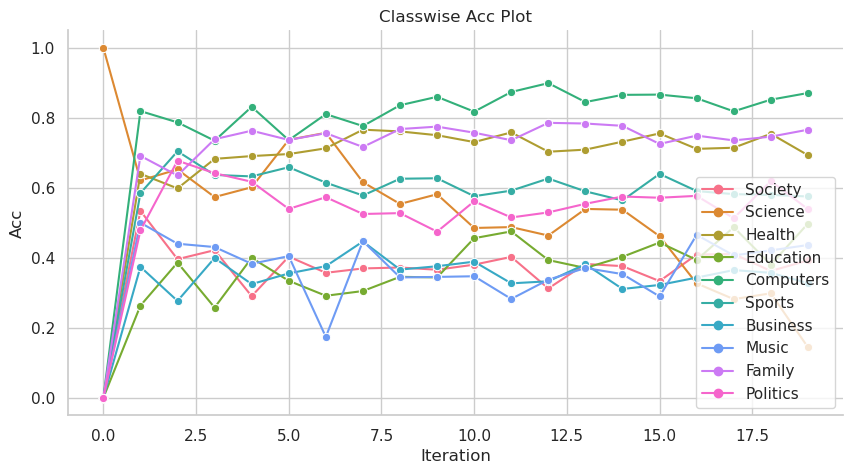 Classwise Acc Plot
1.0
0.8
0.6
0.4
0.2
0.0
Acc
0.0 2.5 5.0 7.5 10.0 12.5 15.0 17.5
Iteration
Society
Science
Health
Education
Computers
Sports
Business
Music
Family
Politics